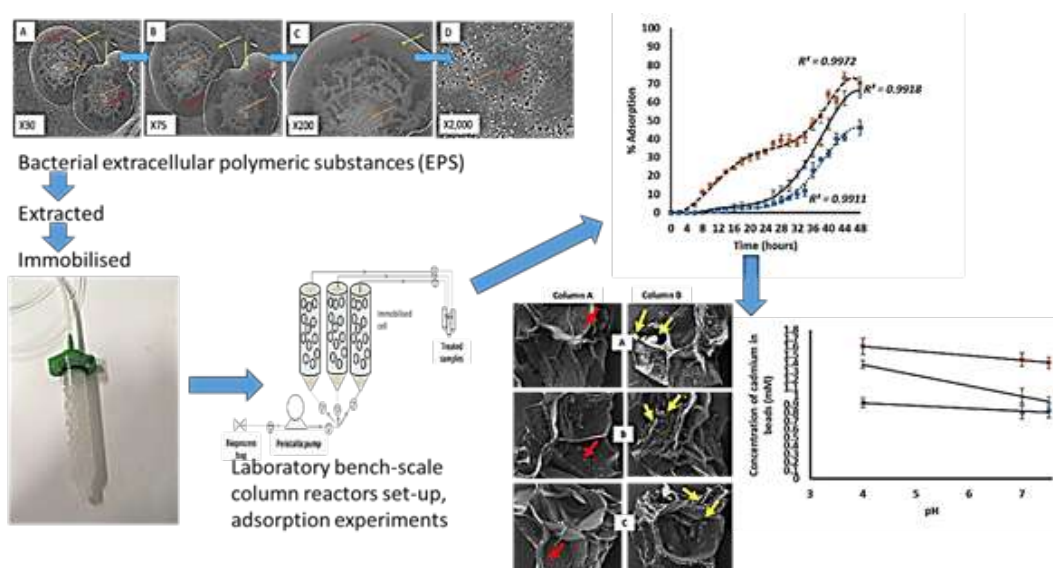 A
B
C
D
X30
X75
X200
X2,000
Bacterial extracellular polymeric substances (EPS)
Extracted
Immobilised
Immobilised
cell
Treated
samples
Bioprocess
bag
Peristaltic pump
Laboratory bench-scale
column reactors set-up,
adsorption experiments
100
90
80
70
60
50
40
30
20
10
0
% Adsorption
R² = 0.9972
R² = 0.9918
R² = 0.9911
0 4 8 12 16 20 24 28 32 36 40 44 48
Time (hours)
Column A
Column B
A
b
C
Concentration of cadmium in
beads (mM)
3 4 5 6 7
pH